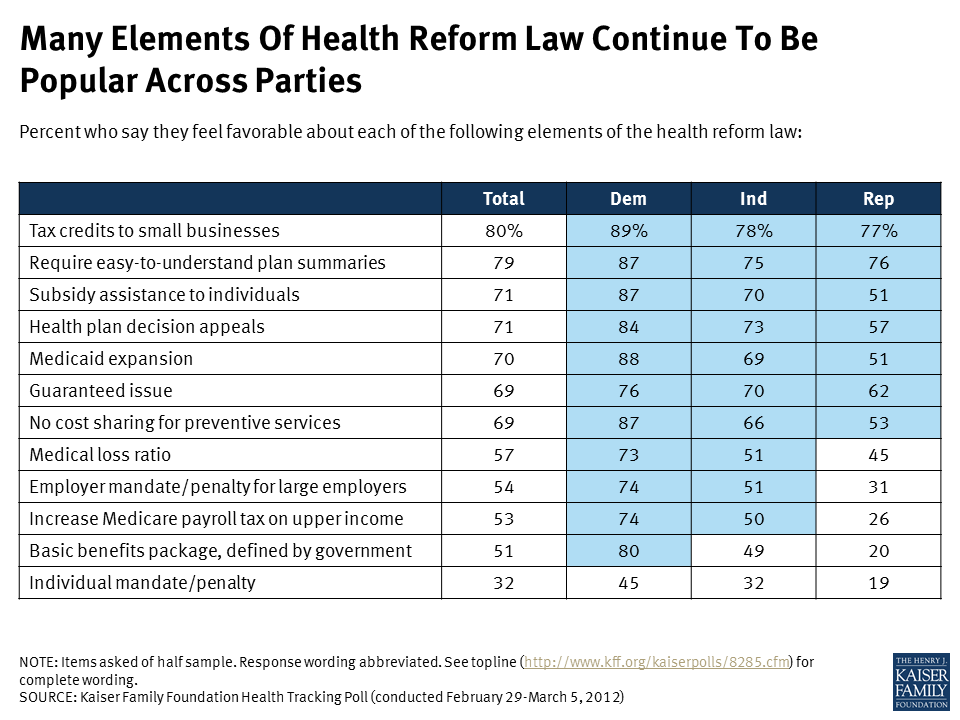 Many Elements Of Health Reform Law Continue To Be
Popular Across Parties
Percent who say they feel favorable about each of the following elements of the health reform law:
Total Dem Ind Rep
Tax credits to small businesses 80% 89% 78% 77%
Require easy-to-understand plan summaries 79 87 75 76
Subsidy assistance to individuals 71 87 70 51
Health plan decision appeals 71 84 73 57
Medicaid expansion 70 88 69 51
Guaranteed issue 69 76 70 62
No cost sharing for preventive services 69 87 66 53
Medical loss ratio 57 73 51 45
Employer mandate/penalty for large employers 54 74 51 31
Increase Medicare payroll tax on upper income 53 74 50 26
Basic benefits package, defined by government 51 80 49 20
Individual mandate/penalty 32 45 32 19
NOTE: Items asked of half sample. Response wording abbreviated. See topline (http://www.kff.org/kaiserpolls/8285.cfm) for
complete wording.
SOURCE: Kaiser Family Foundation Health Tracking Poll (conducted February 29-March 5, 2012)
THE HENRY J.
KAISER
FAMILY
FOUNDATION